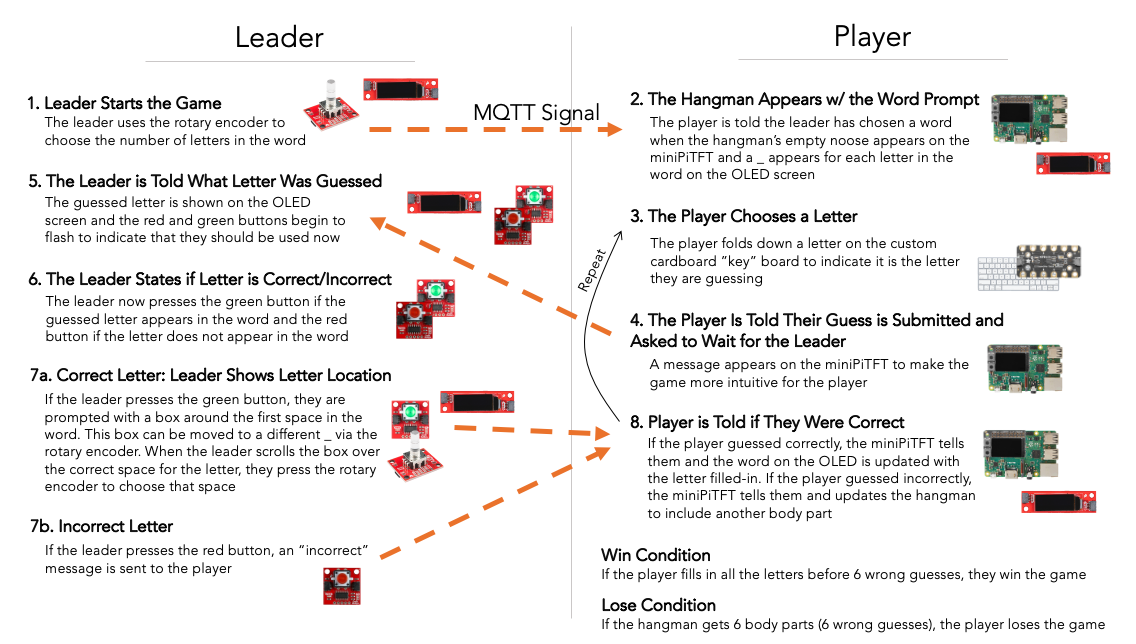 Leader
1. Leader Starts the Game
The leader uses the rotary encoder to
choose the number of letters in the word
MQTT Signal
5. The Leader is Told What Letter Was Guessed
The guessed letter is shown on the OLED
screen and the red and green buttons begin to
flash to indicate that they should be used now
6. The Leader States if Letter is Correct/Incorrect
The leader now presses the green button if the
guessed letter appears in the word and the red
button if the letter does not appear in the word
7a. Correct Letter: Leader Shows Letter Location
If the leader presses the green button, they are
prompted with a box around the first space in the
word. This box can be moved to a different _ via the
rotary encoder. When the leader scrolls the box over
the correct space for the letter, they press the rotary
encoder to choose that space
7b. Incorrect Letter
If the leader presses the red button, an “incorrect”
message is sent to the player
Player
2. The Hangman Appears w/ the Word Prompt
The player is told the leader has chosen a word
when the hangman’s empty noose appears on the
miniPiTFT and a _ appears for each letter in the
word on the OLED screen
3. The Player Chooses a Letter
The player folds down a letter on the custom
cardboard “key” board to indicate it is the letter
they are guessing
Repeat
4. The Player Is Told Their Guess is Submitted and
Asked to Wait for the Leader
A message appears on the miniPiTFT to make the
game more intuitive for the player
8. Player is Told if They Were Correct
If the player guessed correctly, the miniPiTFT tells
them and the word on the OLED is updated with
the letter filled-in. If the player guessed incorrectly,
the miniPiTFT tells them and updates the hangman
to include another body part
Win Condition
If the player fills in all the letters before 6 wrong guesses, they win the game
Lose Condition
If the hangman gets 6 body parts (6 wrong guesses), the player loses the game